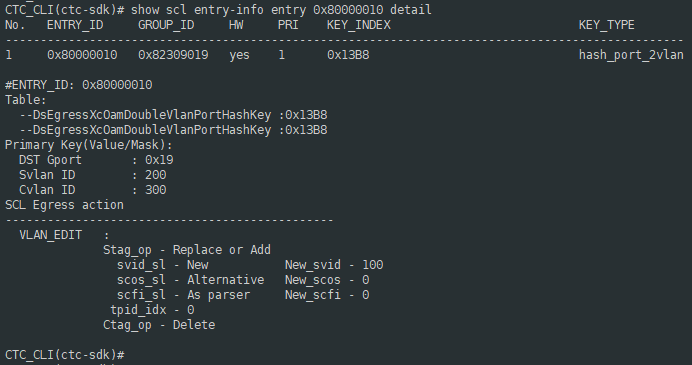 CTC_CLI(ctc-sdk)# show scl entry-info entry 0x80000010 detail
No.   ENTRY_ID   GROUP_ID   HW   PRI   KEY_INDEX   KEY_TYPE
-------------------------------------------------------------------------------------------------
1   0x80000010   0x82309019   yes   1   0x13B8   hash_port_2vlan
#ENTRY_ID: 0x80000010
Table:
  --DsEgressXcOamDoubleVlanPortHashKey :0x13B8
  --DsEgressXcOamDoubleVlanPortHashKey :0x13B8
Primary Key(Value/Mask):
  DST Gport       : 0x19
  Svlan ID        : 200
  Cvlan ID        : 300
SCL Egress action
-----------------------------------------------
  VLAN_EDIT   :
              Stag_op - Replace or Add
                svid_sl - New           New_svid - 100
                scos_sl - Alternative   New_scos - 0
                scfi_sl - As parser     New_scfi - 0
               tpid_idx - 0
              Ctag_op - Delete
CTC_CLI(ctc-sdk)#